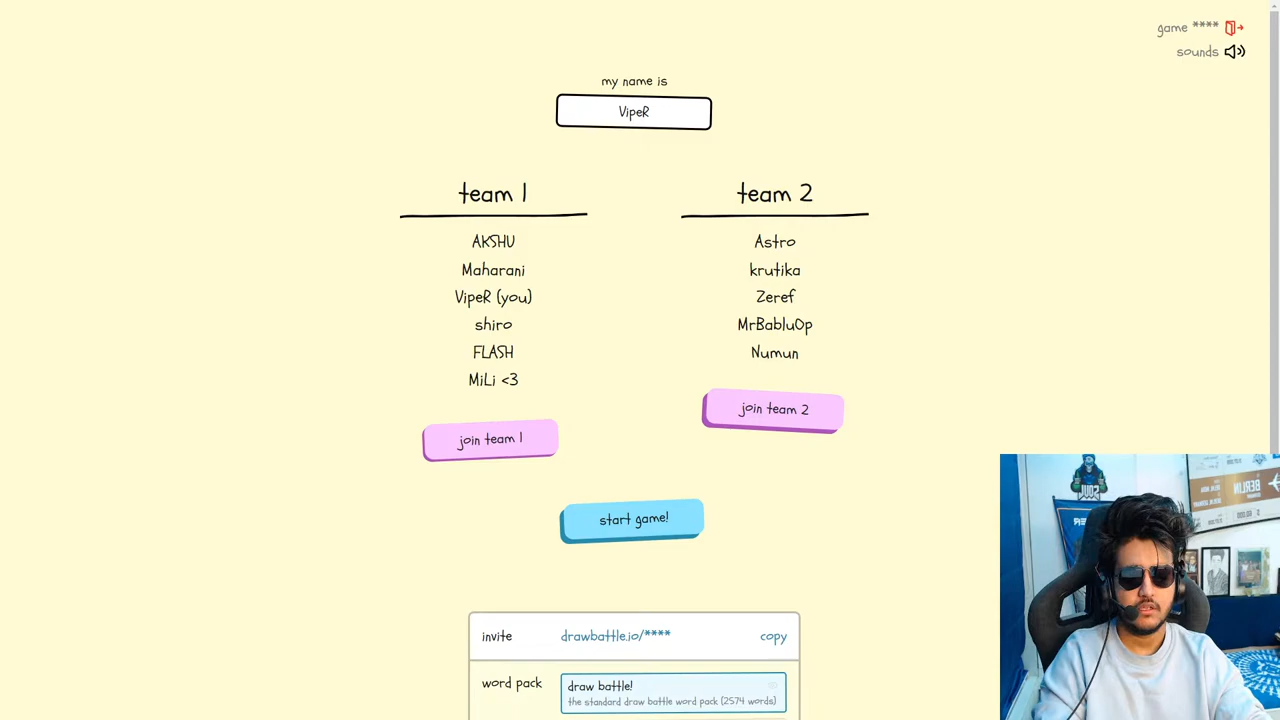 game ****
sounds
my name is
VipeR
team 1
AKSHU
Maharani
VipeR (you)
shiro
FLASH
MiLi <3
join team 1
team 2
Astro
krutika
Zeref
MrBabluOp
Numun
join team 2
start game!
invite drawbattle.io/**** copy
word pack
draw battle!
the standard draw battle word pack (2574 words)
SOUL
BERLIN